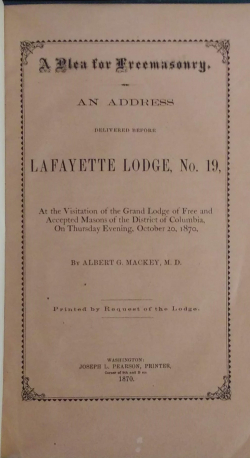 A Plea for Freemasonry.
AN ADDRESS
DELIVERED BEFORE
LAFAYETTE LODGE, No. 19,
At the Visitation of the Grand Lodge of Free and
Accepted Masons of the District of Columbia,
On Thursday Evening, October 20, 1870,
By ALBERT G. MACKEY, M. D.
Printed by Request of the Lodge.
WASHINGTON:
JOSEPH L. PEARSON, PRINTER,
1870.